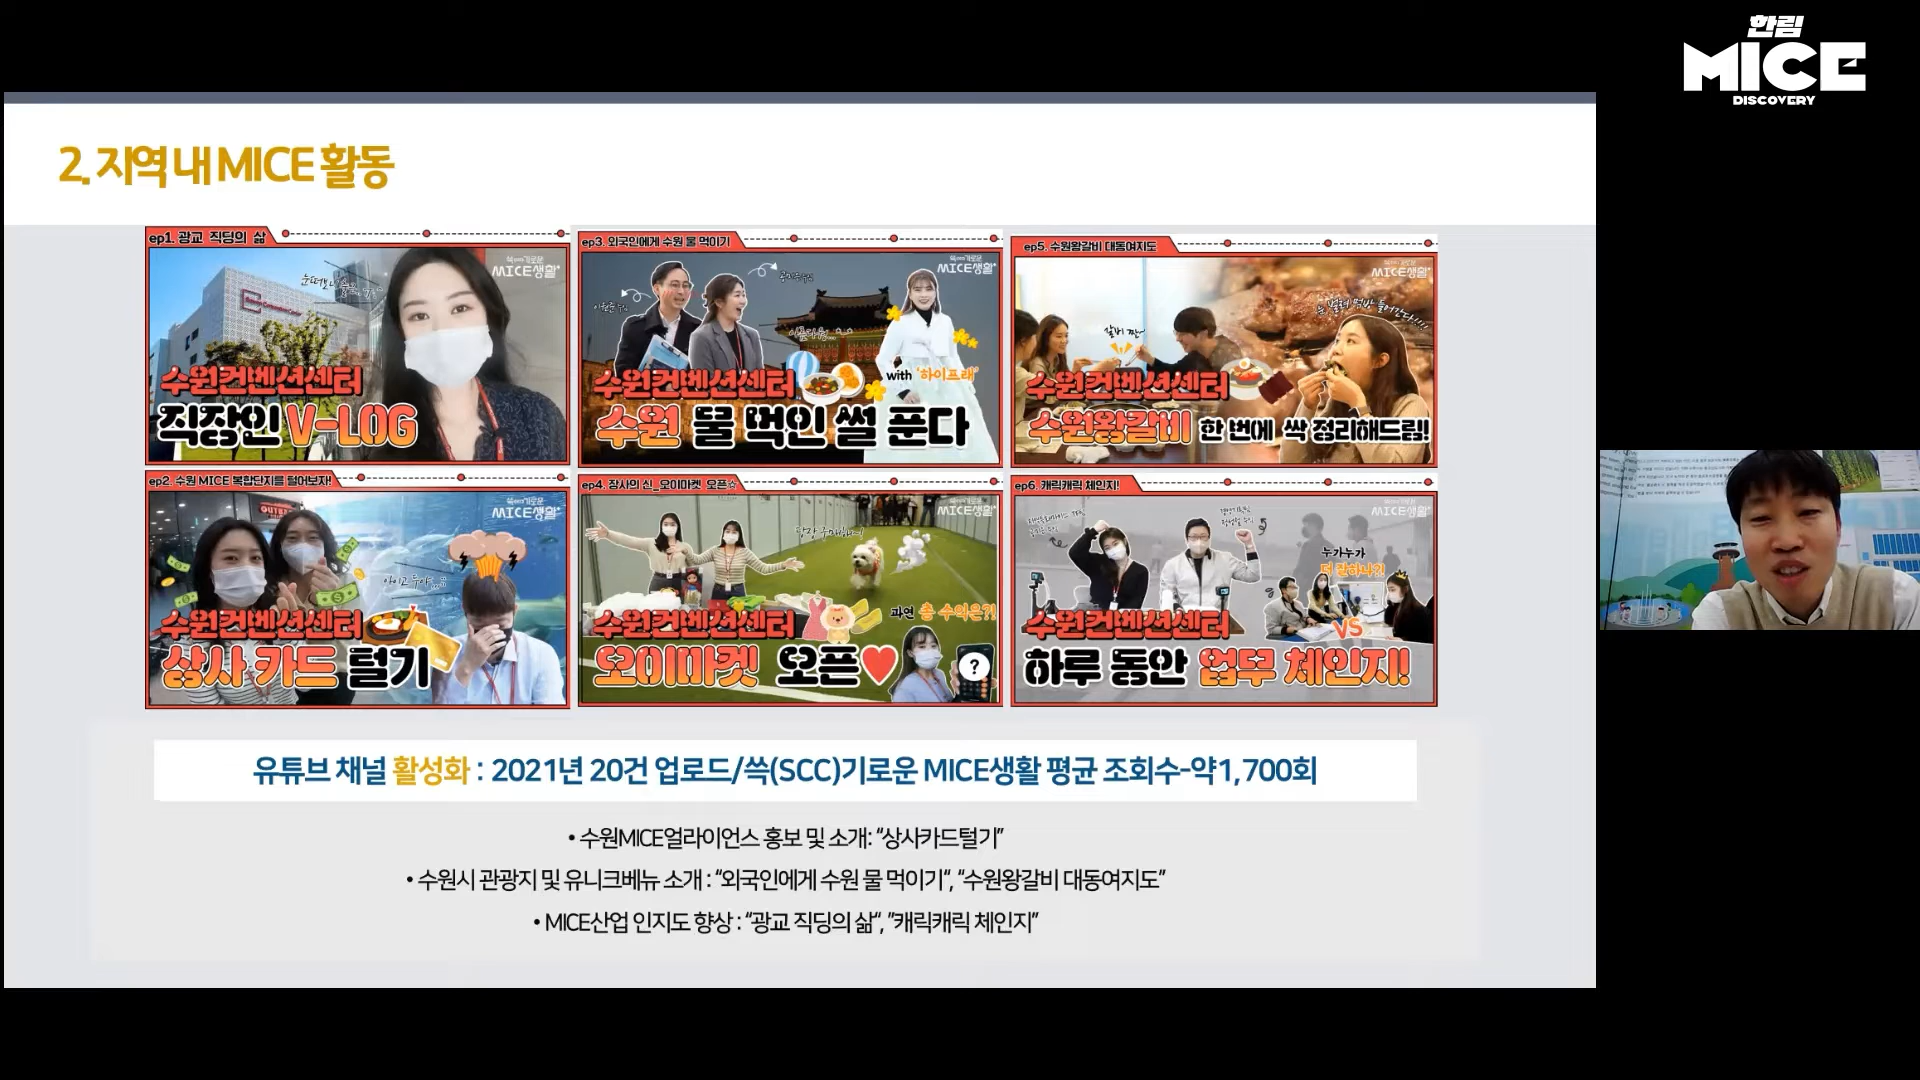 한림
MICE
DISCOVERY
2. 지역 내 MICE 활동
ep1. 광교 직딩의 삶
MICE생활
수원컨벤션센터
직장인 V-LOG
ep3. 외국인에게 수원 물 먹이기
MICE생활
with '하이프래'
수원컨벤션센터
수원 물 먹인 썰 푼다
ep5. 수원왕갈비 대동여지도
MICE생활
갈비 짠~
수원컨벤션센터
수원왕갈비 한 번에 싹 정리해드림!
ep2. 수원 MICE 복합단지를 털어보자!
MICE생활
수원컨벤션센터
상사 카드 털기
ep4. 장사의 신_오이마켓 오픈☆
MICE생활
과연 총 수익은?!
수원컨벤션센터
오이마켓 오픈♥
?
ep6. 캐릭캐릭 체인지!
MICE생활
누가누가
더 잘하나?!
VS
수원컨벤션센터
하루 동안 업무 체인지!
유튜브 채널 활성화 : 2021년 20건 업로드/쓱(SCC)기로운 MICE생활 평균 조회수-약1,700회
• 수원MICE얼라이언스 홍보 및 소개: “상사카드털기”
• 수원시 관광지 및 유니크베뉴 소개 : “외국인에게 수원 물 먹이기“, “수원왕갈비 대동여지도”
• MICE산업 인지도 향상 : “광교 직딩의 삶“, ”캐릭캐릭 체인지”